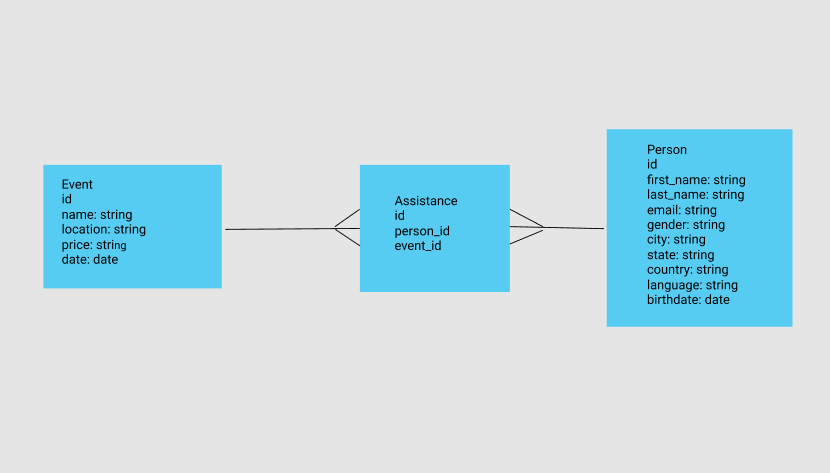 Event
id
name: string
location: string
price: string
date: date
Assistance
id
person_id
event_id
Person
id
first_name: string
last_name: string
email: string
gender: string
city: string
state: string
country: string
language: string
birthdate: date